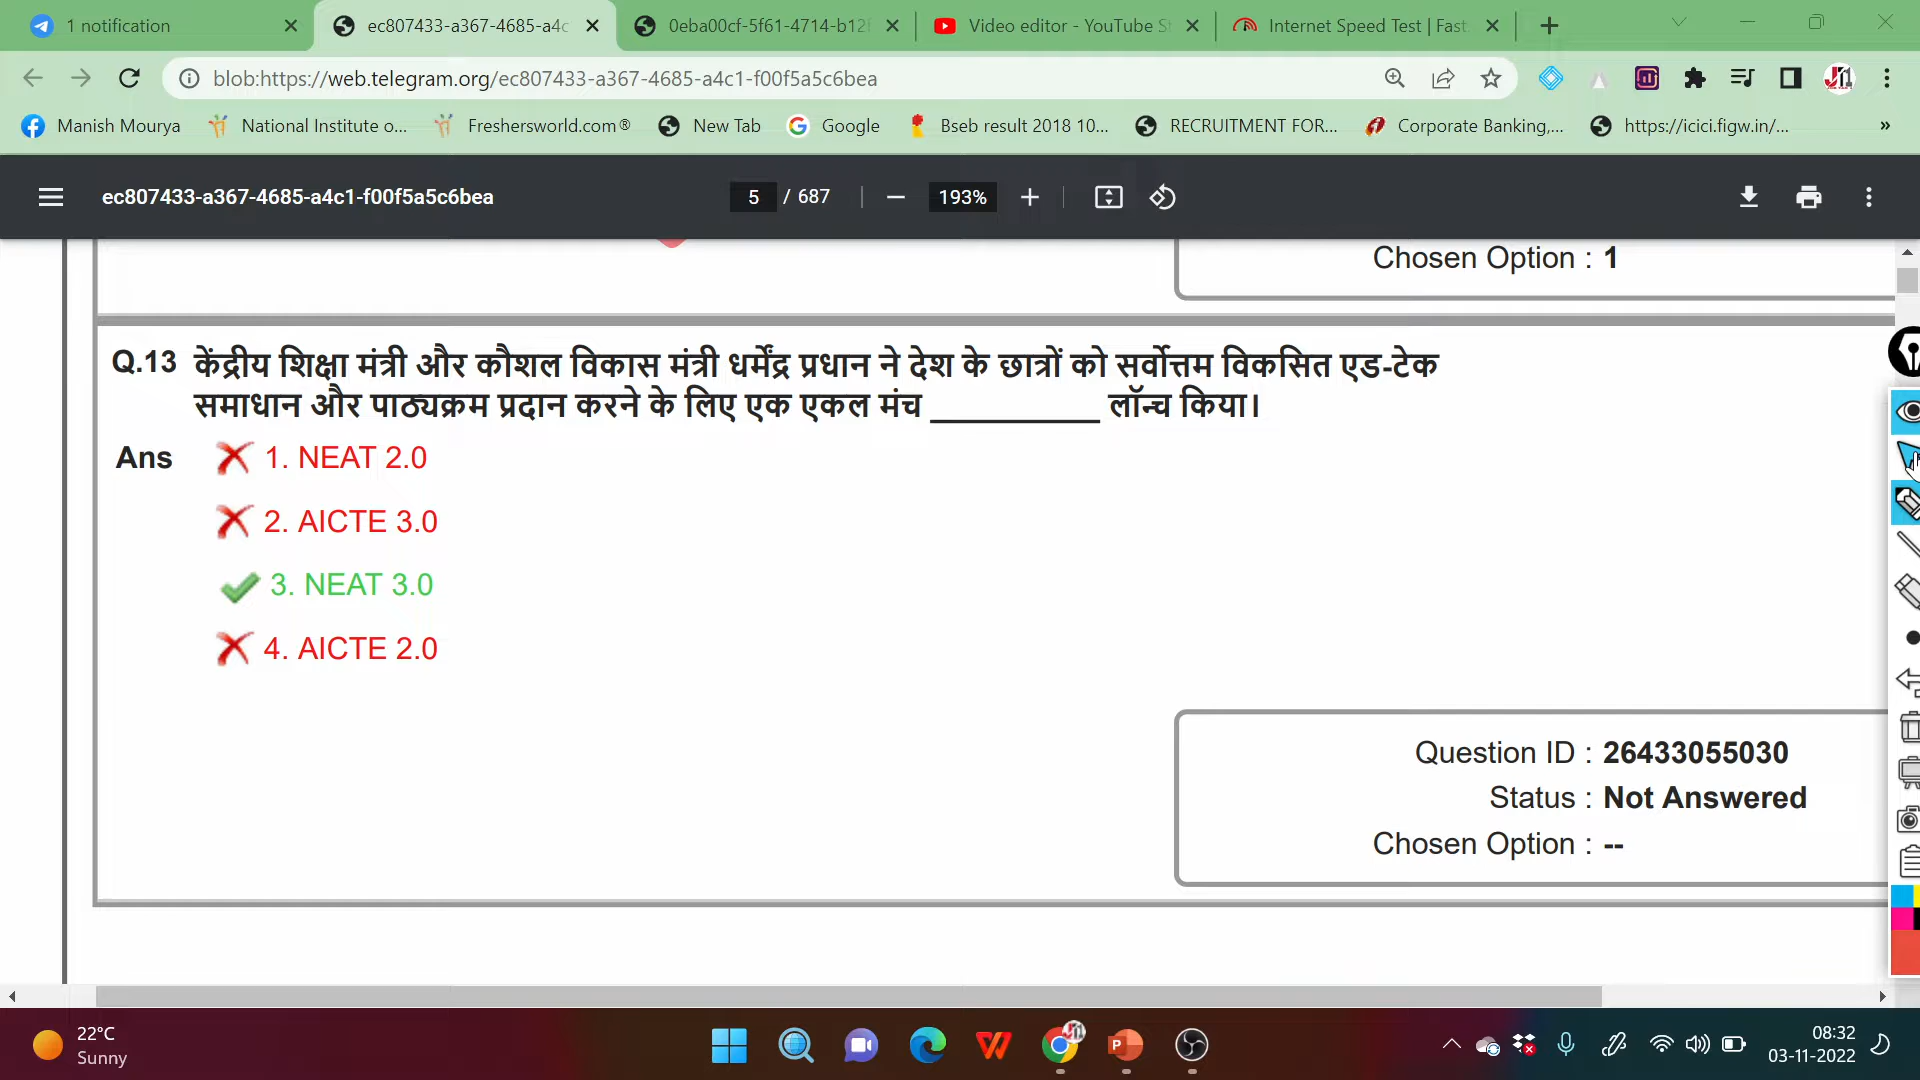 1 notification
ec807433-a367-4685-a4c
0eba00cf-5f61-4714-b12f
Video editor - YouTube St
Internet Speed Test | Fast
blob:https://web.telegram.org/ec807433-a367-4685-a4c1-f00f5a5c6bea
Manish Mourya
National Institute o...
Freshersworld.com®
New Tab
Google
Bseb result 2018 10...
RECRUITMENT FOR...
Corporate Banking,...
https://icici.figw.in/...
»
ec807433-a367-4685-a4c1-f00f5a5c6bea
5 / 687
193%
Chosen Option : 1
Q.13 केंद्रीय शिक्षा मंत्री और कौशल विकास मंत्री धर्मेंद्र प्रधान ने देश के छात्रों को सर्वोत्तम विकसित एड-टेक
समाधान और पाठ्यक्रम प्रदान करने के लिए एक एकल मंच __________ लॉन्च किया।
Ans 1. NEAT 2.0
2. AICTE 3.0
3. NEAT 3.0
4. AICTE 2.0
Question ID : 26433055030
Status : Not Answered
Chosen Option : --
22°C
Sunny
08:32
03-11-2022